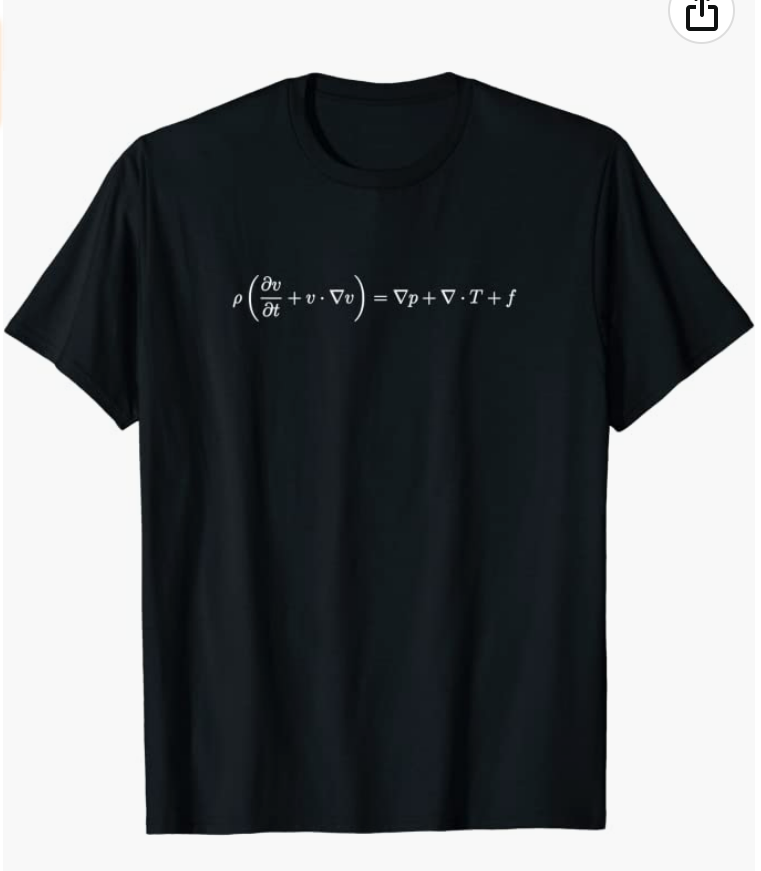 ρ(∂v/∂t + v · ∇v) = ∇p + ∇ · T + f